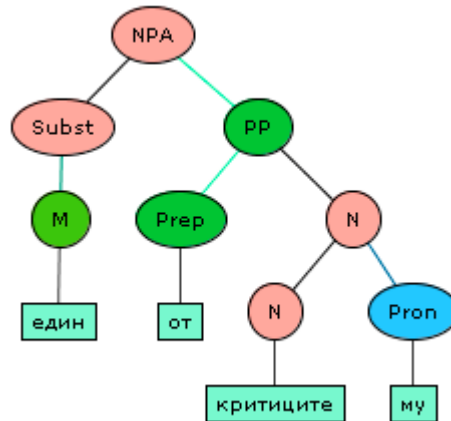 NPA
Subst PP
M Prep N
един от N Pron
критиците му